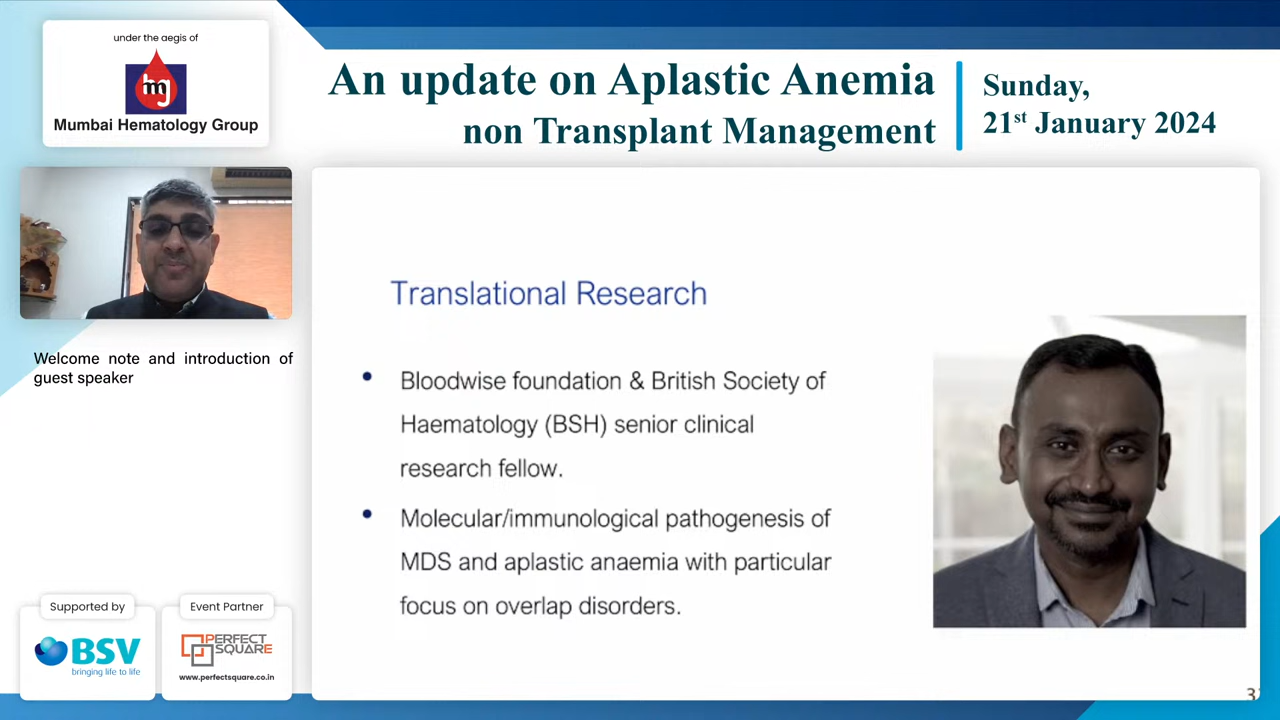 under the aegis of
hg
Mumbai Hematology Group
An update on Aplastic Anemia
non Transplant Management
Sunday,
21st January 2024
Welcome note and introduction of
guest speaker
Translational Research
• Bloodwise foundation & British Society of
Haematology (BSH) senior clinical
research fellow.
• Molecular/immunological pathogenesis of
MDS and aplastic anaemia with particular
focus on overlap disorders.
Supported by
BSV
bringing life to life
Event Partner
PERFECT
SQUARE
www.perfectsquare.co.in